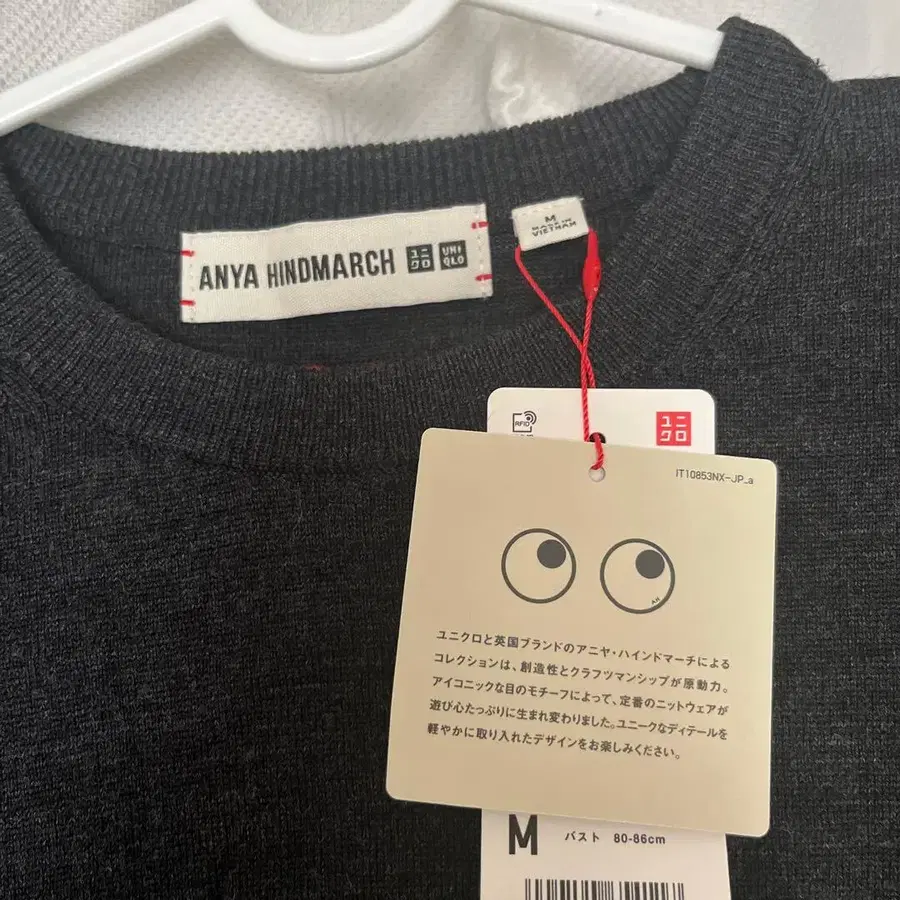 ANYA HINDMARCH ユニクロ UNIQLO
M
MADE IN
VIETNAM
RFID
ユニクロ
IT10853NX-JP_a
AH
ユニクロと英国ブランドのアニヤ・ハインドマーチによる
コレクションは、創造性とクラフツマンシップが原動力。
アイコニックな目のモチーフによって、定番のニットウェアが
遊び心たっぷりに生まれ変わりました。ユニークなディテールを
軽やかに取り入れたデザインをお楽しみください。
M バスト 80-86cm